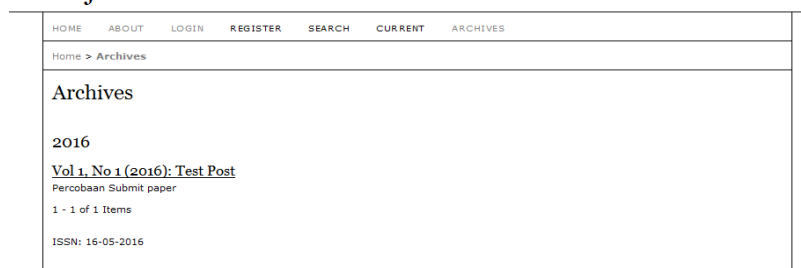 HOME ABOUT LOGIN REGISTER SEARCH CURRENT ARCHIVES
Home > Archives
Archives
2016
Vol 1, No 1 (2016): Test Post
Percobaan Submit paper
1 - 1 of 1 Items
ISSN: 16-05-2016